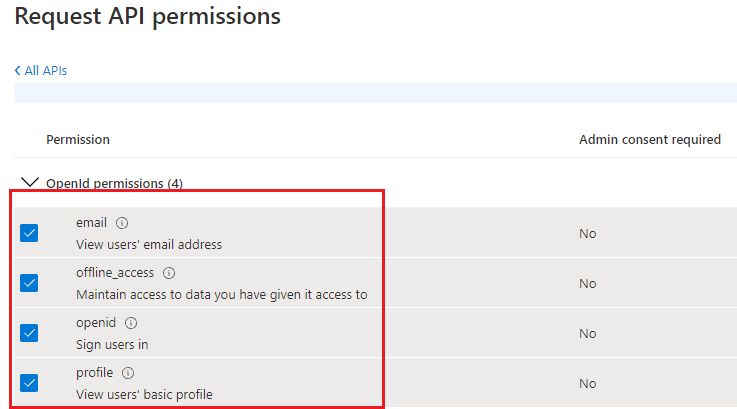 Request API permissions
All APIs
Permission Admin consent required
OpenId permissions (4)
email
View users' email address
No
offline_access
Maintain access to data you have given it access to
No
openid
Sign users in
No
profile
View users' basic profile
No